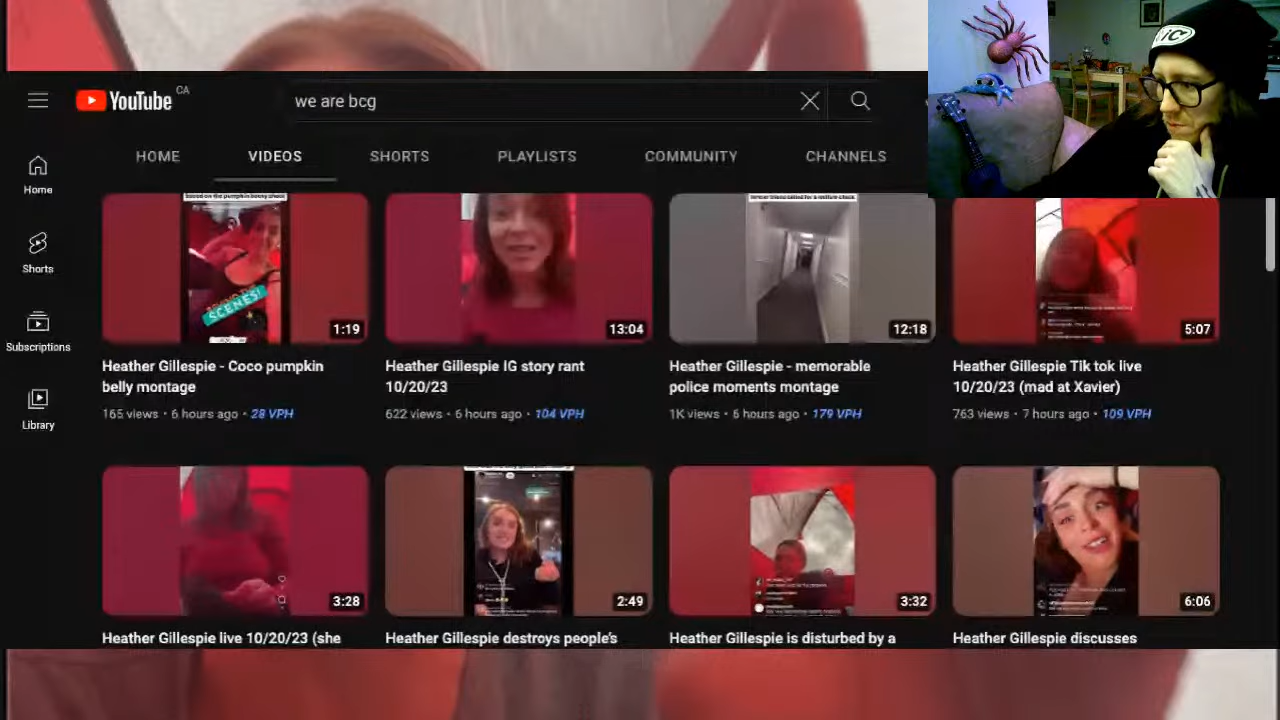 YouTube CA
we are bcg
HOME VIDEOS SHORTS PLAYLISTS COMMUNITY CHANNELS
Home
Shorts
Subscriptions
Library
SCENES!
1:19
13:04
12:18
5:07
Heather Gillespie - Coco pumpkin
belly montage
165 views • 6 hours ago • 28 VPH
Heather Gillespie IG story rant
10/20/23
622 views • 6 hours ago • 104 VPH
Heather Gillespie - memorable
police moments montage
1K views • 6 hours ago • 179 VPH
Heather Gillespie Tik tok live
10/20/23 (mad at Xavier)
763 views • 7 hours ago • 109 VPH
3:28
2:49
3:32
6:06
Heather Gillespie live 10/20/23 (she
Heather Gillespie destroys people's
Heather Gillespie is disturbed by a
Heather Gillespie discusses